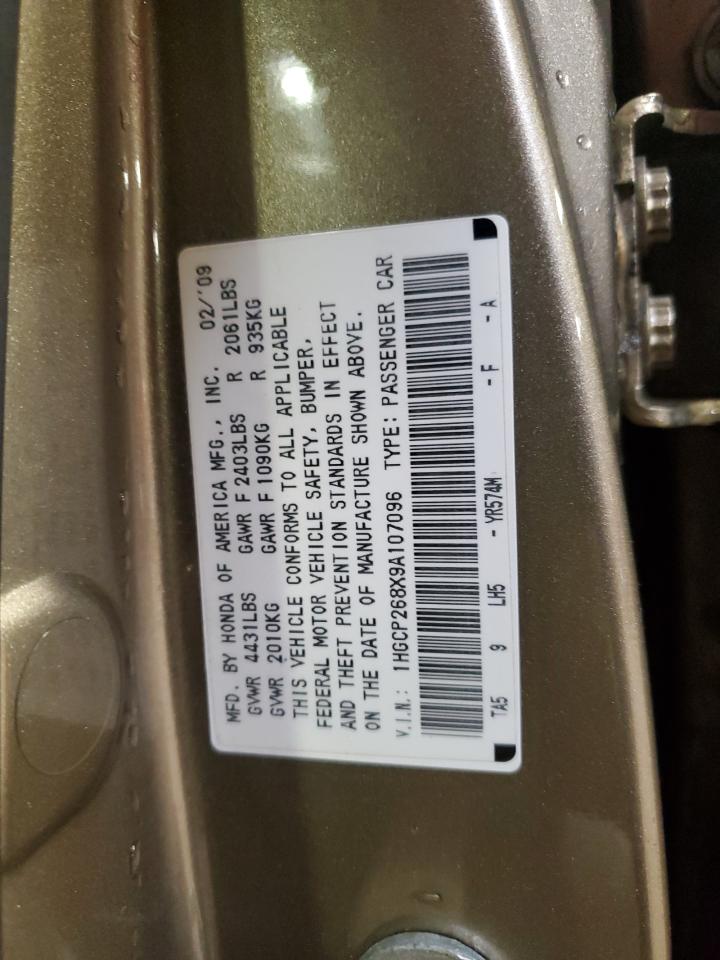 MFD. BY HONDA OF AMERICA MFG., INC. 02/'09
GVWR 4431LBS GAWR F 2403LBS R 2061LBS
GVWR 2010KG GAWR F 1090KG R 935KG
THIS VEHICLE CONFORMS TO ALL APPLICABLE
FEDERAL MOTOR VEHICLE SAFETY, BUMPER,
AND THEFT PREVENTION STANDARDS IN EFFECT
ON THE DATE OF MANUFACTURE SHOWN ABOVE.
V.I.N.: 1HGCP268X9A107096 TYPE: PASSENGER CAR
TA5 9 LH5 - YR574M - F - A